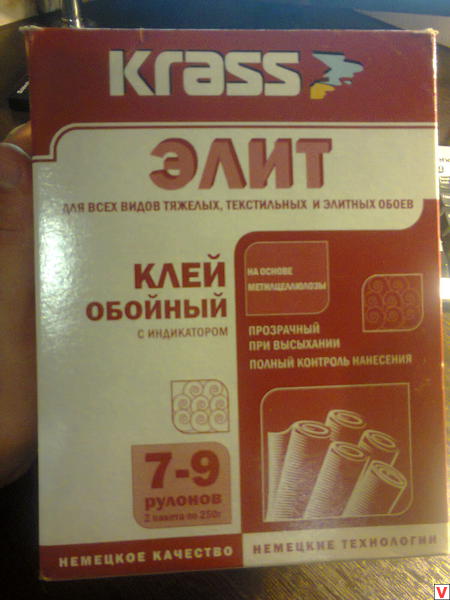 Krass
ЭЛИТ
ДЛЯ ВСЕХ ВИДОВ ТЯЖЕЛЫХ, ТЕКСТИЛЬНЫХ И ЭЛИТНЫХ ОБОЕВ
КЛЕЙ
ОБОЙНЫЙ
С ИНДИКАТОРОМ
НА ОСНОВЕ
МЕТИЛЦЕЛЛЮЛОЗЫ
ПРОЗРАЧНЫЙ
ПРИ ВЫСЫХАНИИ
ПОЛНЫЙ КОНТРОЛЬ НАНЕСЕНИЯ
7-9
рулонов
2 пакета по 250г
НЕМЕЦКОЕ КАЧЕСТВО
НЕМЕЦКИЕ ТЕХНОЛОГИИ
V